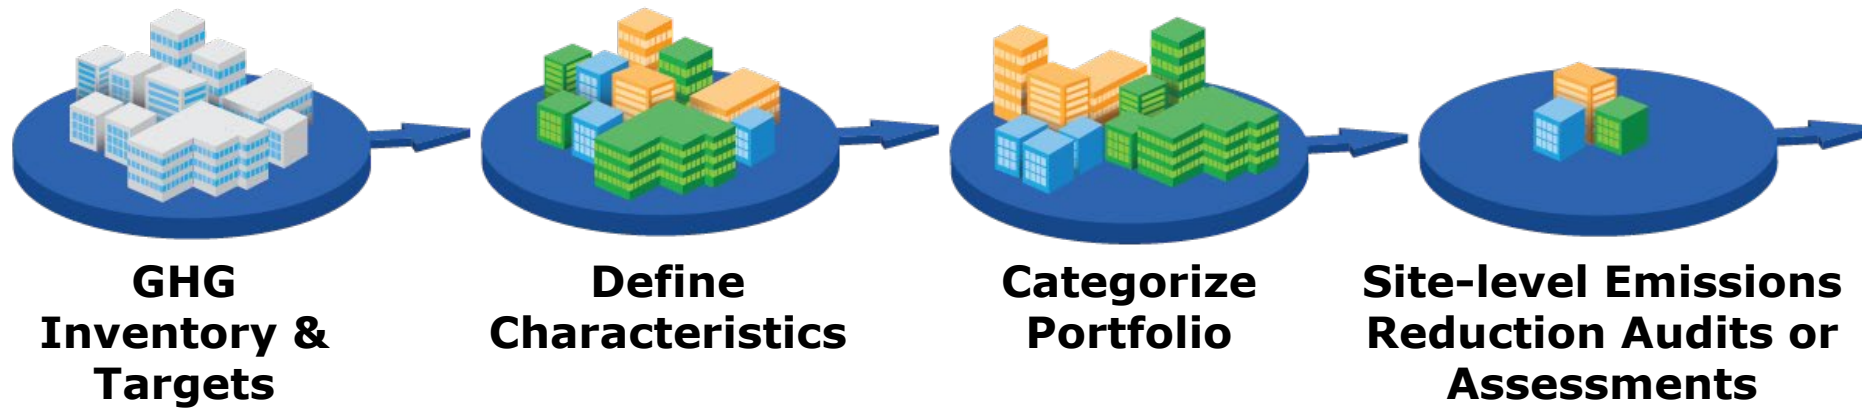 GHG
Inventory &
Targets
Define
Characteristics
Categorize
Portfolio
Site-level Emissions
Reduction Audits or
Assessments